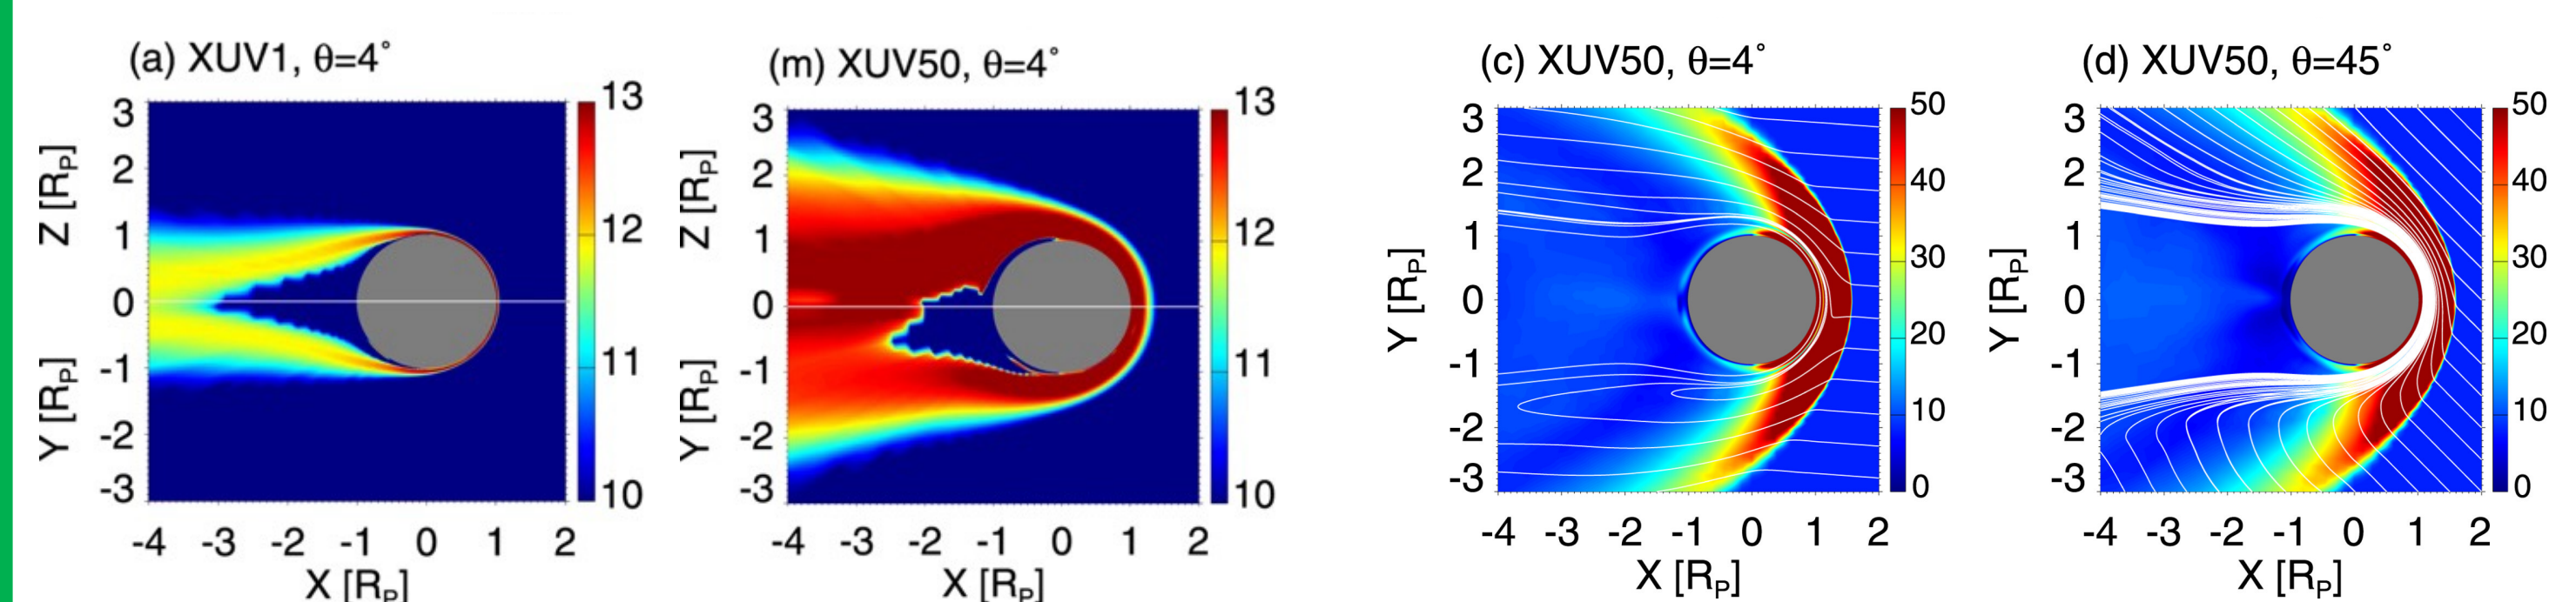 (a) XUV1, θ=4°
3
2
1
0
-1
-2
-3
Z [RP]
Y [RP]
-4 -3 -2 -1 0 1 2
X [RP]
13
12
11
10
(m) XUV50, θ=4°
3
2
1
0
-1
-2
-3
Z [RP]
Y [RP]
-4 -3 -2 -1 0 1 2
X [RP]
13
12
11
10
(c) XUV50, θ=4°
3
2
1
0
-1
-2
-3
Y [RP]
-4 -3 -2 -1 0 1 2
X [RP]
50
40
30
20
10
0
(d) XUV50, θ=45°
3
2
1
0
-1
-2
-3
Y [RP]
-4 -3 -2 -1 0 1 2
X [RP]
50
40
30
20
10
0